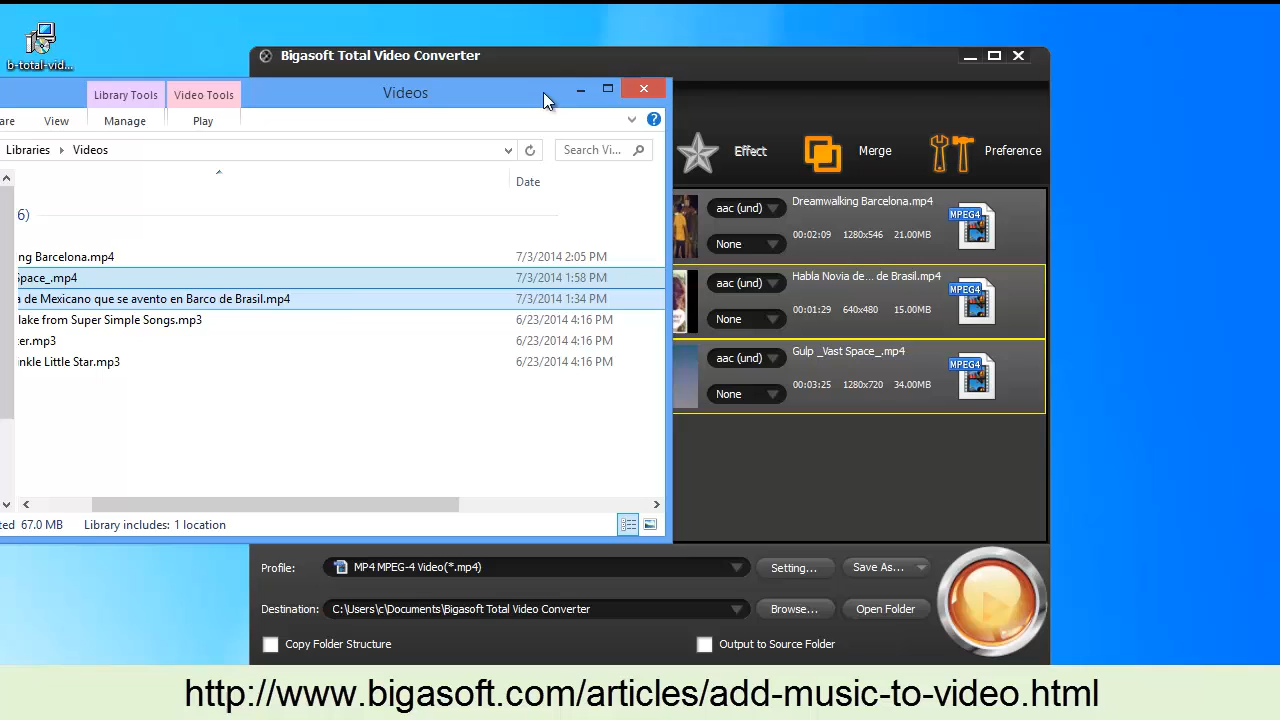 b-total-vid...
Bigasoft Total Video Converter
Library Tools
Video Tools
Videos
are
View
Manage
Play
Libraries
Videos
Search Vi...
Date
6)
ng Barcelona.mp4 7/3/2014 2:05 PM
Space_.mp4 7/3/2014 1:58 PM
a de Mexicano que se avento en Barco de Brasil.mp4 7/3/2014 1:34 PM
lake from Super Simple Songs.mp3 6/23/2014 4:16 PM
er.mp3 6/23/2014 4:16 PM
nkle Little Star.mp3 6/23/2014 4:16 PM
ted 67.0 MB Library includes: 1 location
Effect
Merge
Preference
aac (und)
None
Dreamwalking Barcelona.mp4
00:02:09 1280x546 21.00MB
MPEG4
aac (und)
None
Habla Novia de... de Brasil.mp4
00:01:29 640x480 15.00MB
MPEG4
aac (und)
None
Gulp _Vast Space_.mp4
00:03:25 1280x720 34.00MB
MPEG4
Profile: MP4 MPEG-4 Video(*.mp4) Setting... Save As...
Destination: C:\Users\c\Documents\Bigasoft Total Video Converter Browse... Open Folder
Copy Folder Structure Output to Source Folder
http://www.bigasoft.com/articles/add-music-to-video.html